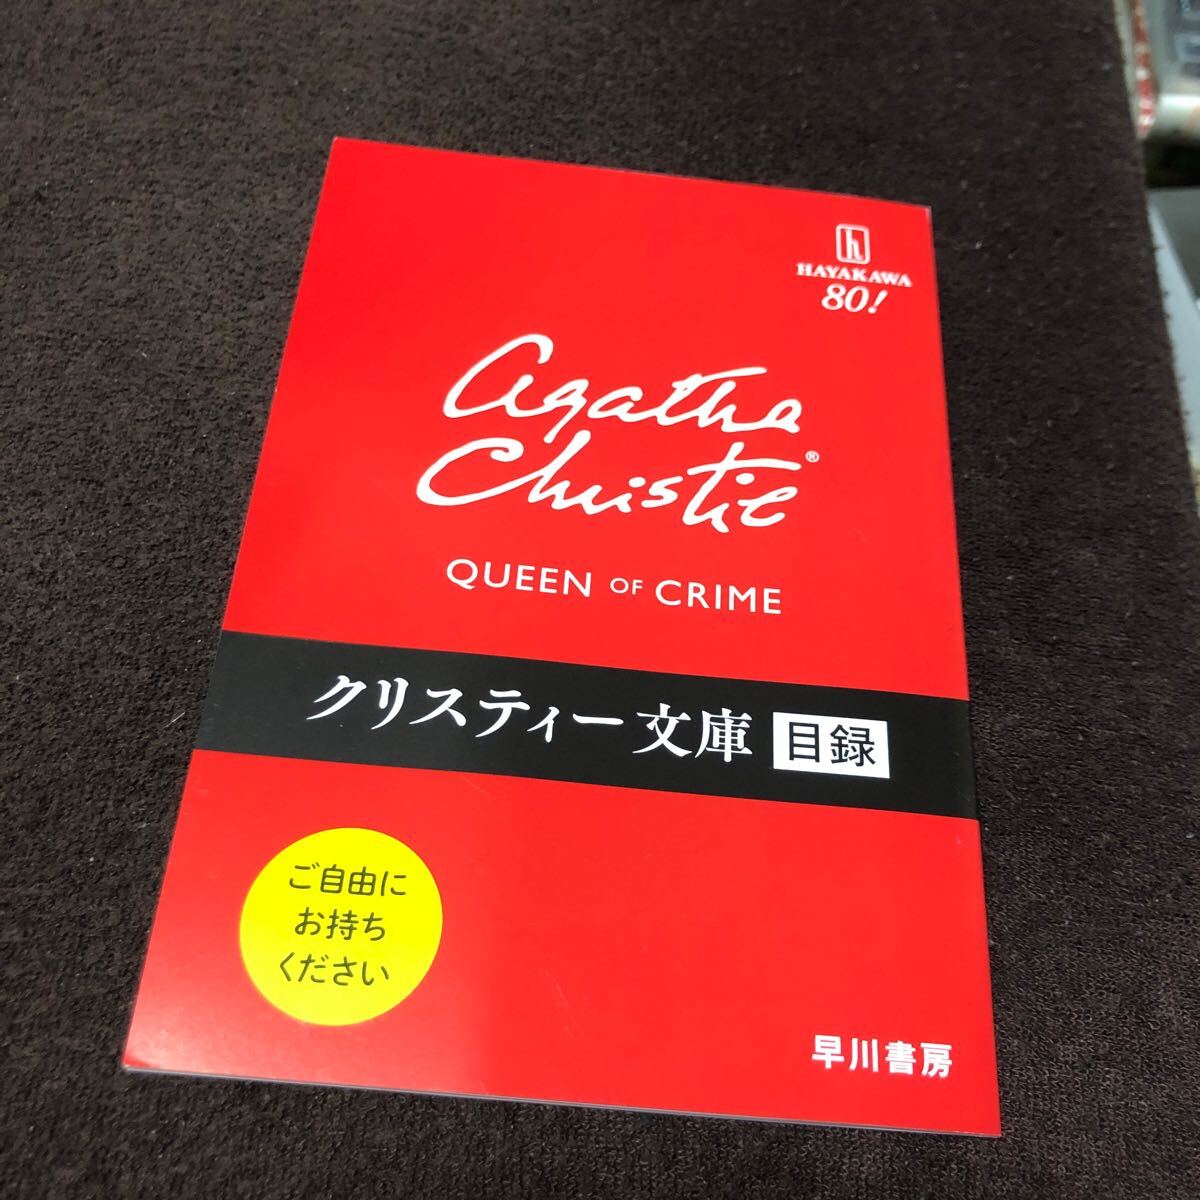 h
HAYAKAWA
80!
Agatha
Christie®
QUEEN OF CRIME
クリスティー文庫 目録
ご自由に
お持ち
ください
早川書房